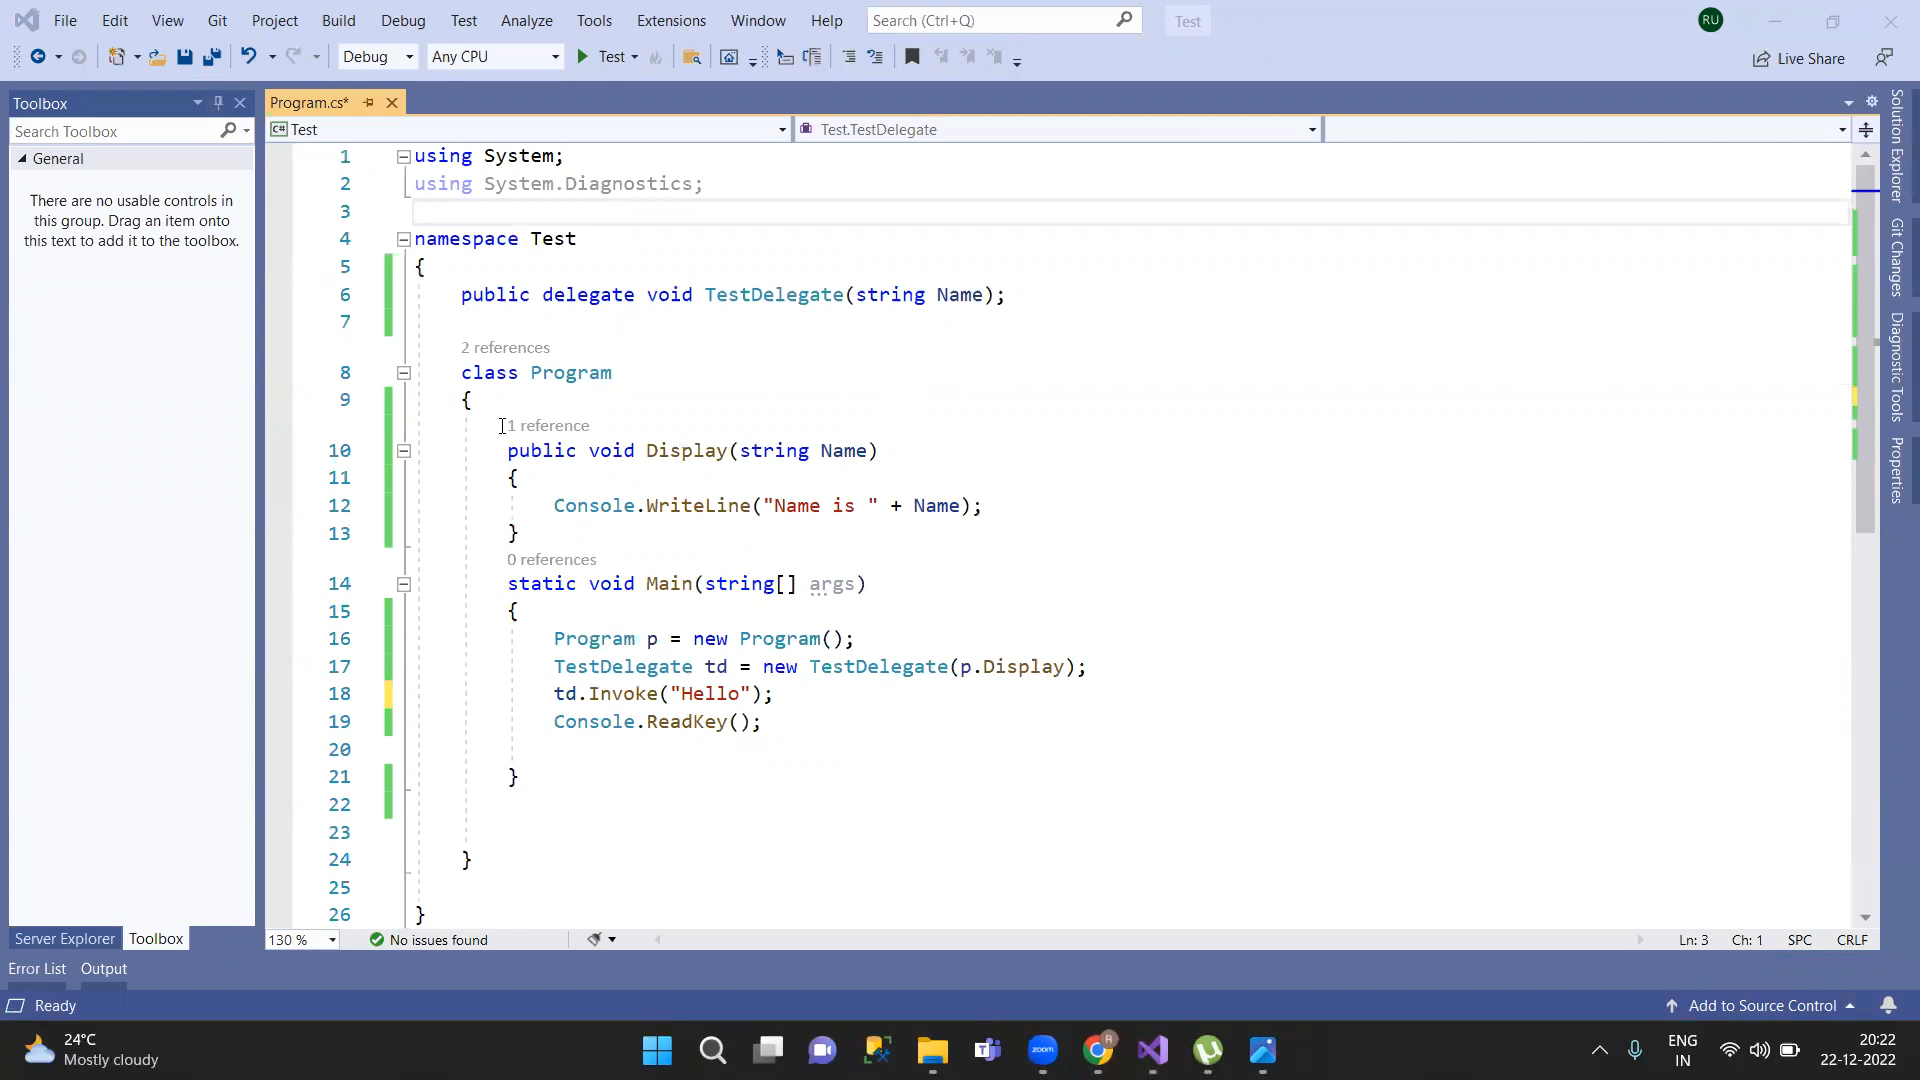 File Edit View Git Project Build Debug Test Analyze Tools Extensions Window Help Search (Ctrl+Q) Test RU
Debug Any CPU Test Live Share
Toolbox
Search Toolbox
General
There are no usable controls in
this group. Drag an item onto
this text to add it to the toolbox.
Server Explorer Toolbox
Program.cs*
C# Test Test.TestDelegate
1 using System;
2 using System.Diagnostics;
3
4 namespace Test
5 {
6 public delegate void TestDelegate(string Name);
7
2 references
8 class Program
9 {
1 reference
10 public void Display(string Name)
11 {
12 Console.WriteLine("Name is " + Name);
13 }
0 references
14 static void Main(string[] args)
15 {
16 Program p = new Program();
17 TestDelegate td = new TestDelegate(p.Display);
18 td.Invoke("Hello");
19 Console.ReadKey();
20
21 }
22
23
24 }
25
26 }
130 % No issues found Ln: 3 Ch: 1 SPC CRLF
Solution Explorer
Git Changes
Diagnostic Tools
Properties
Error List Output
Ready Add to Source Control
24°C
Mostly cloudy
R
zoom
ENG
IN
20:22
22-12-2022